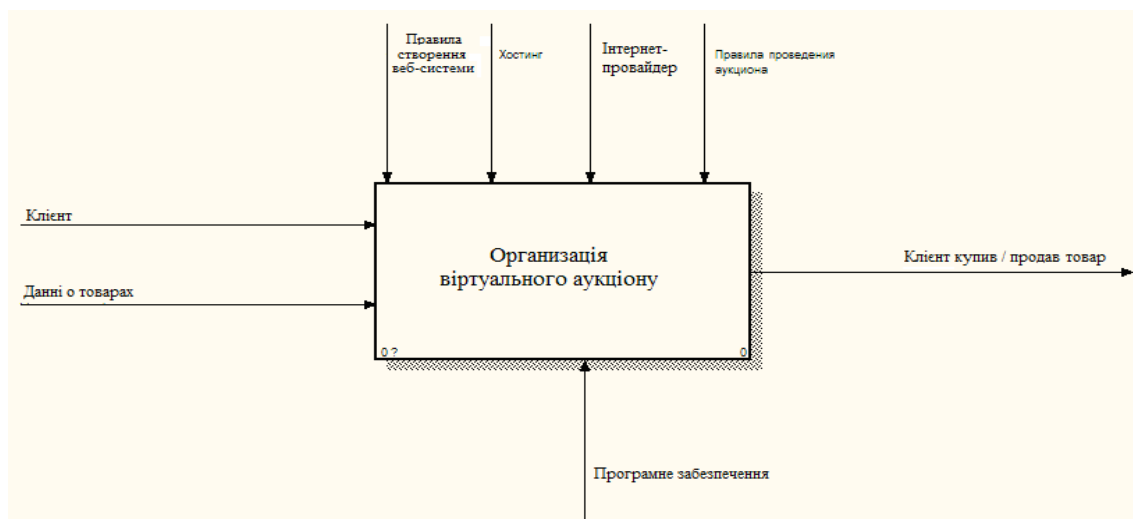 Правила
створення
веб-системи
Хостинг
Інтернет-
провайдер
Правила проведения
аукциона
Клієнт
Данні о товарах
Организація
віртуального аукціону
0 ?
0
Клієнт купив / продав товар
Програмне забезпечення